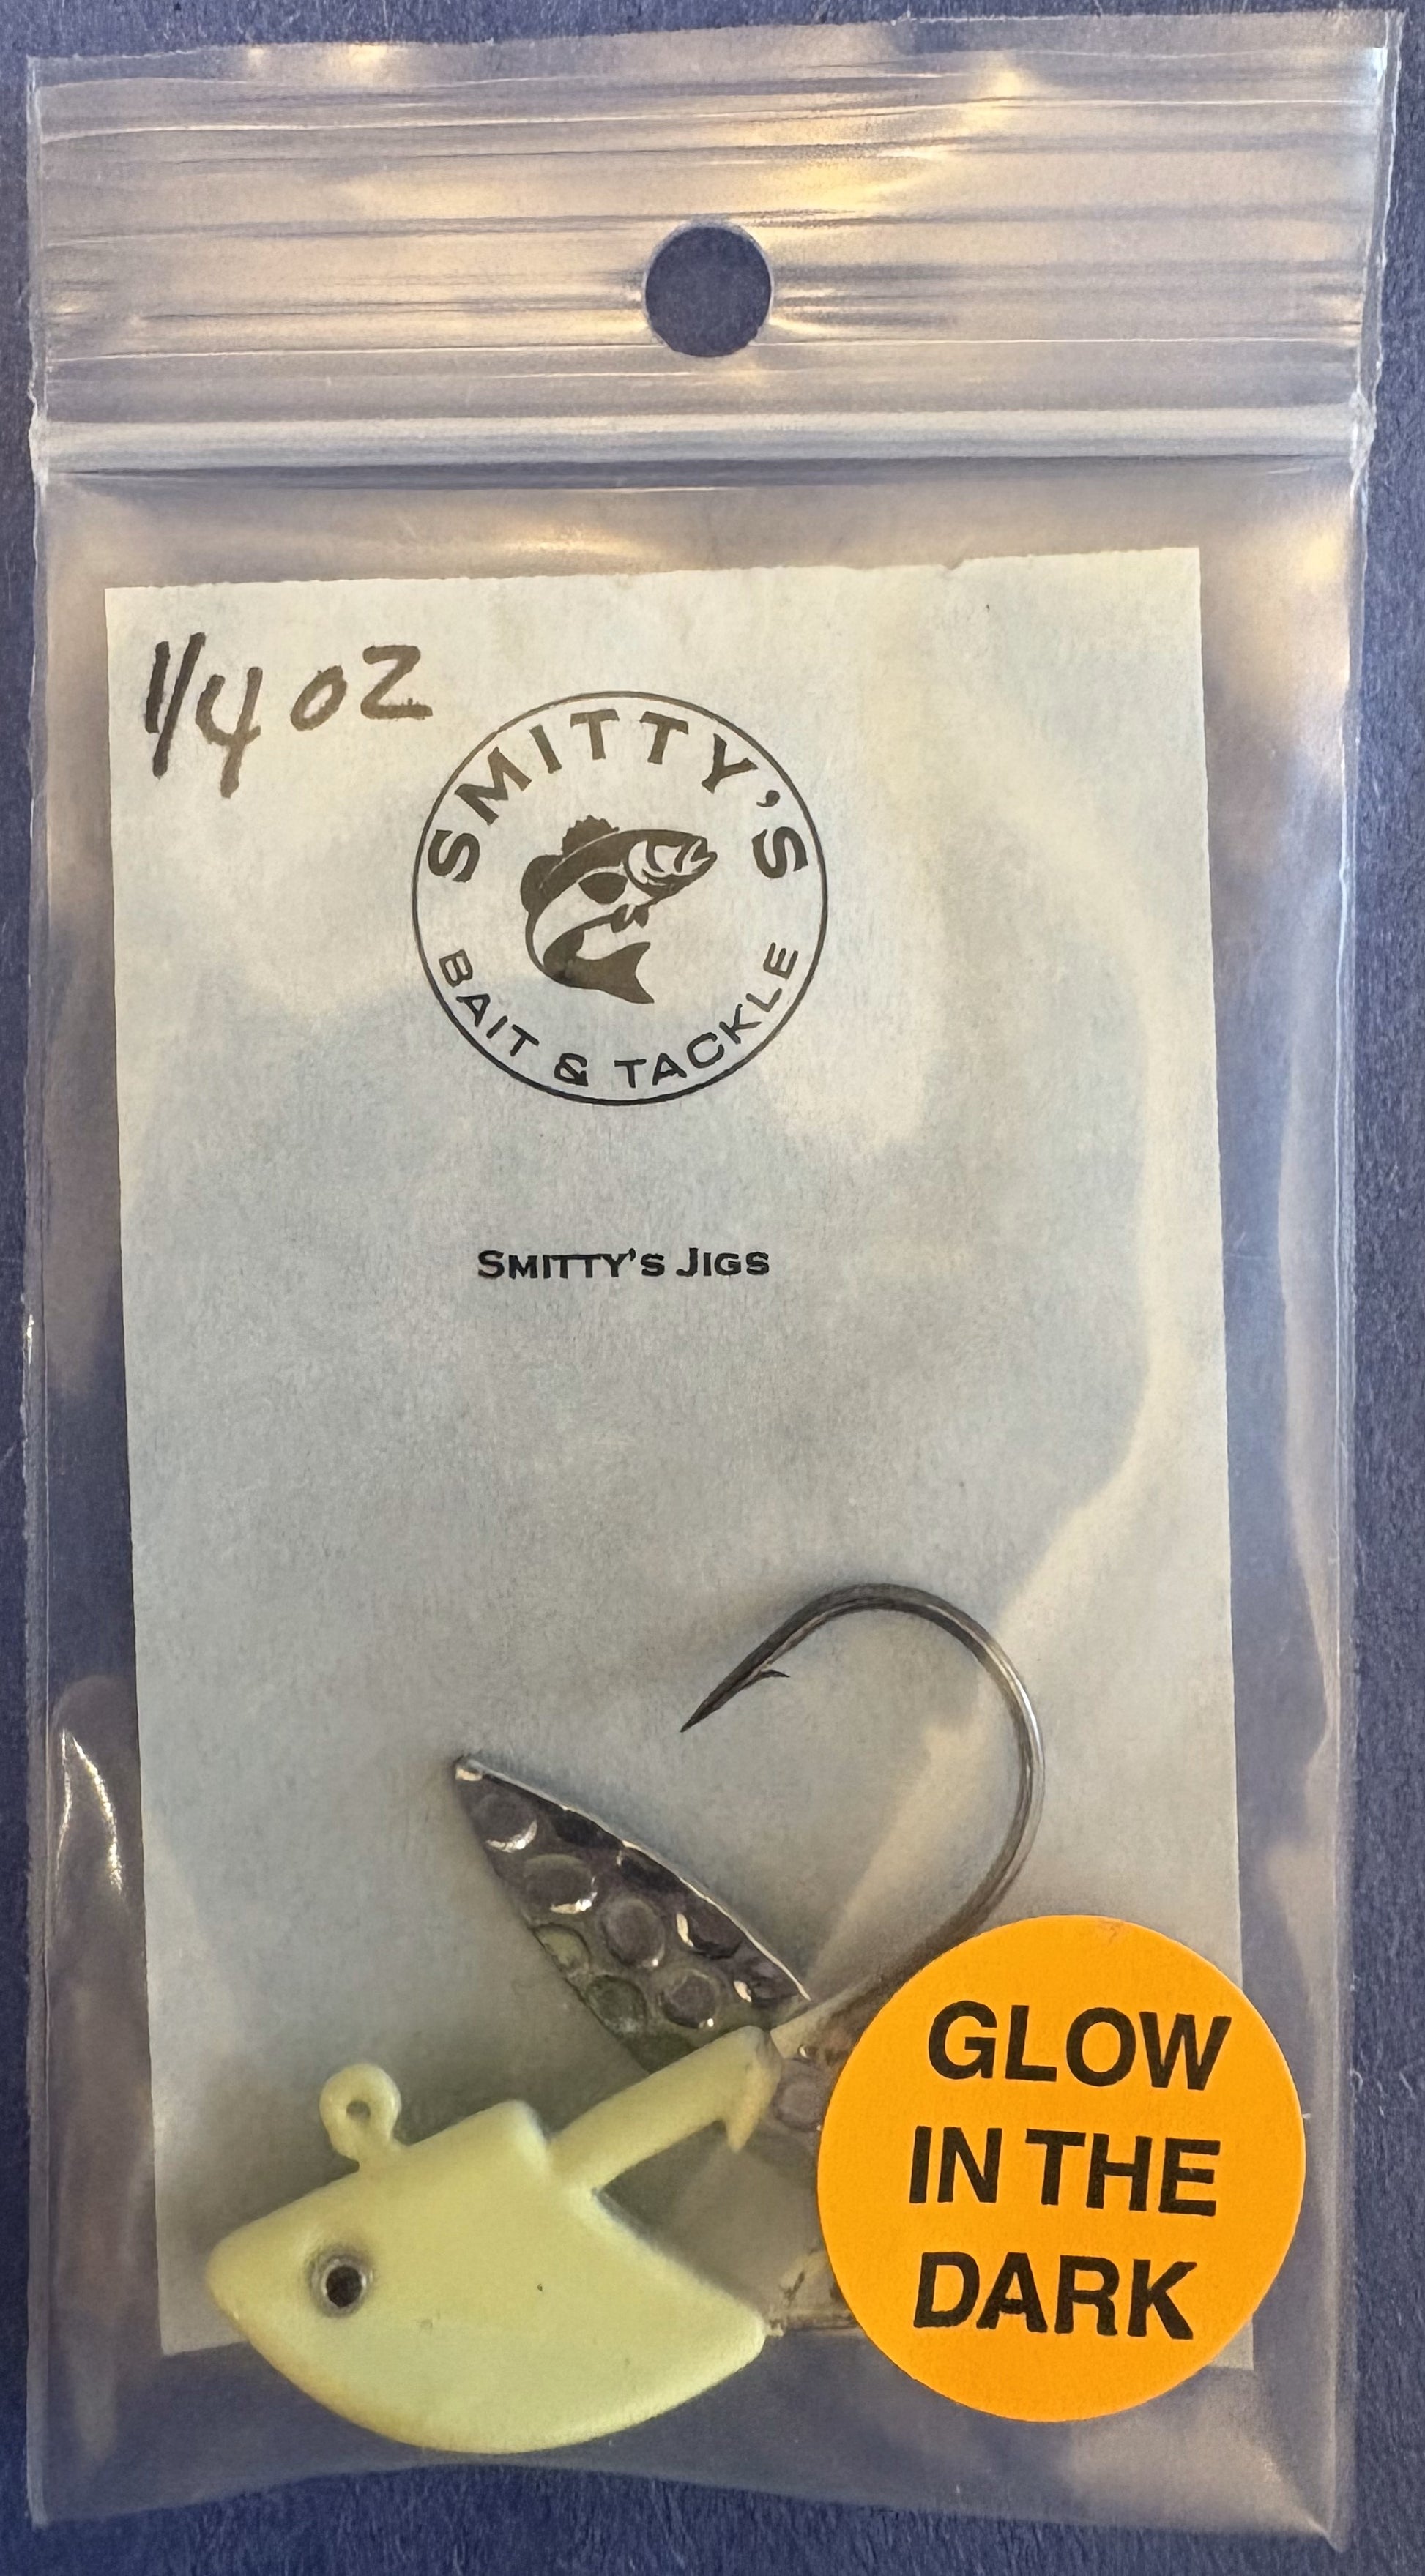 1/4 oz
SMITTY'S
BAIT & TACKLE
SMITTY'S JIGS
GLOW
IN THE
DARK